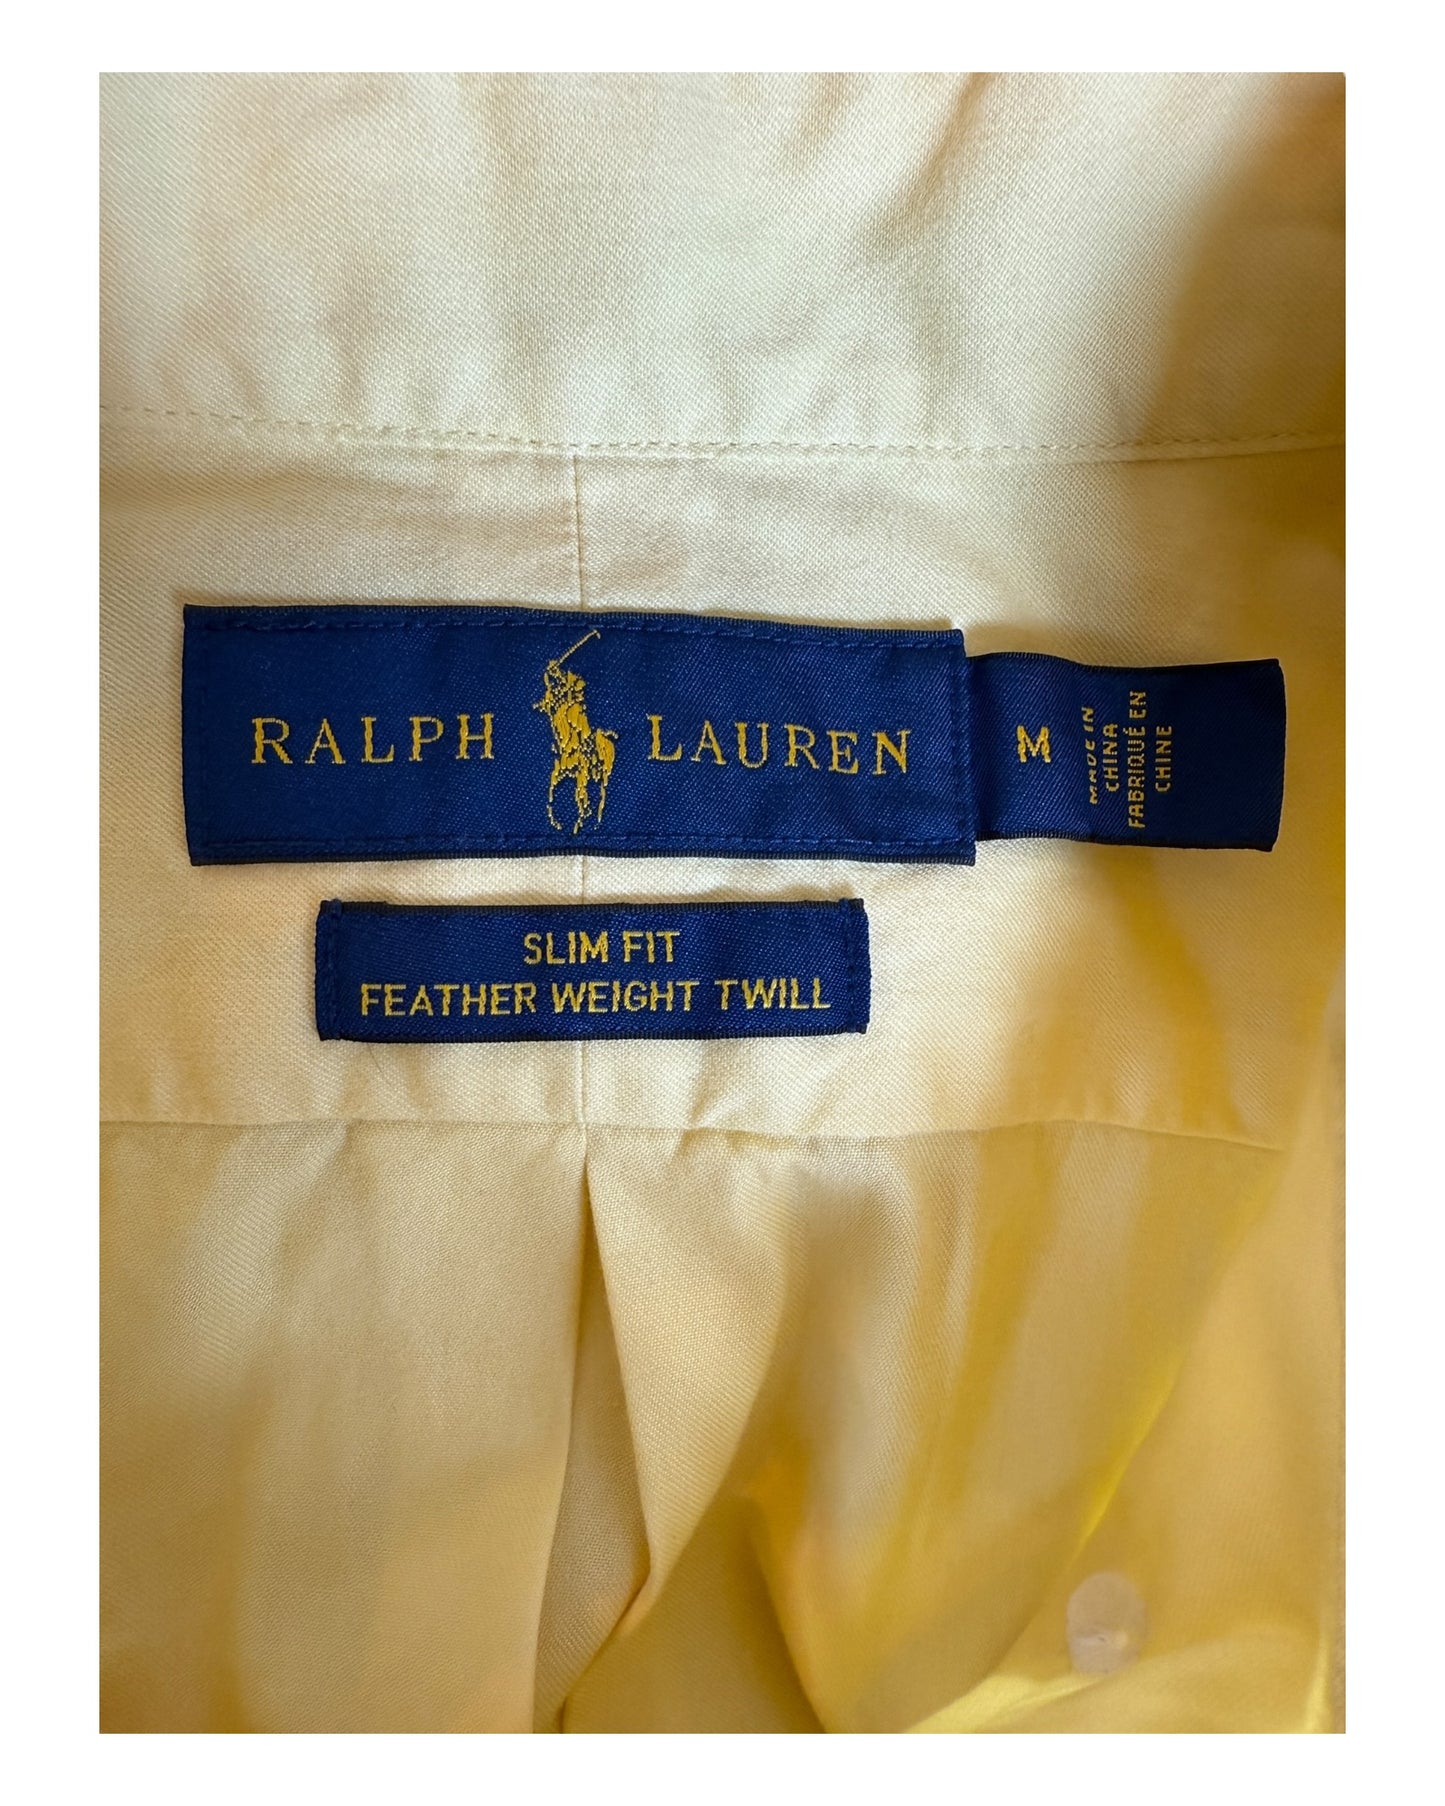 RALPH LAUREN
M
MADE IN
CHINA
FABRIQUÉ EN
CHINE
SLIM FIT
FEATHER WEIGHT TWILL